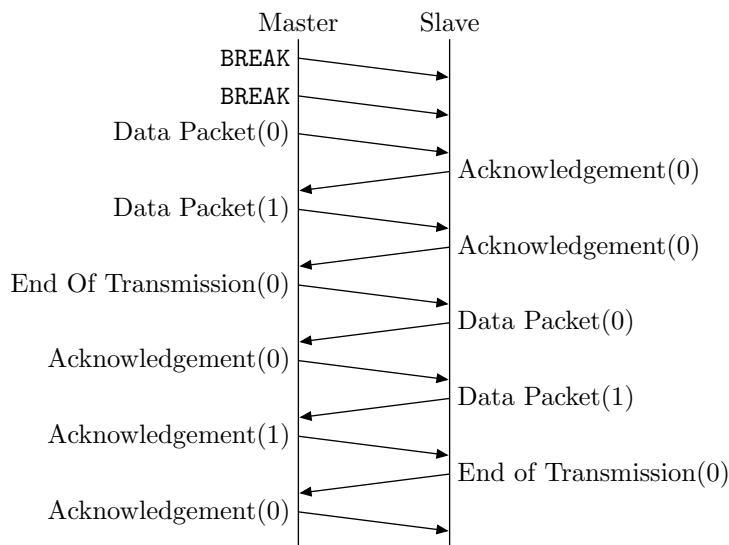 Master Slave
BREAK
BREAK
Data Packet(0)
Acknowledgement(0)
Data Packet(1)
Acknowledgement(0)
End Of Transmission(0)
Data Packet(0)
Acknowledgement(0)
Data Packet(1)
Acknowledgement(1)
End of Transmission(0)
Acknowledgement(0)